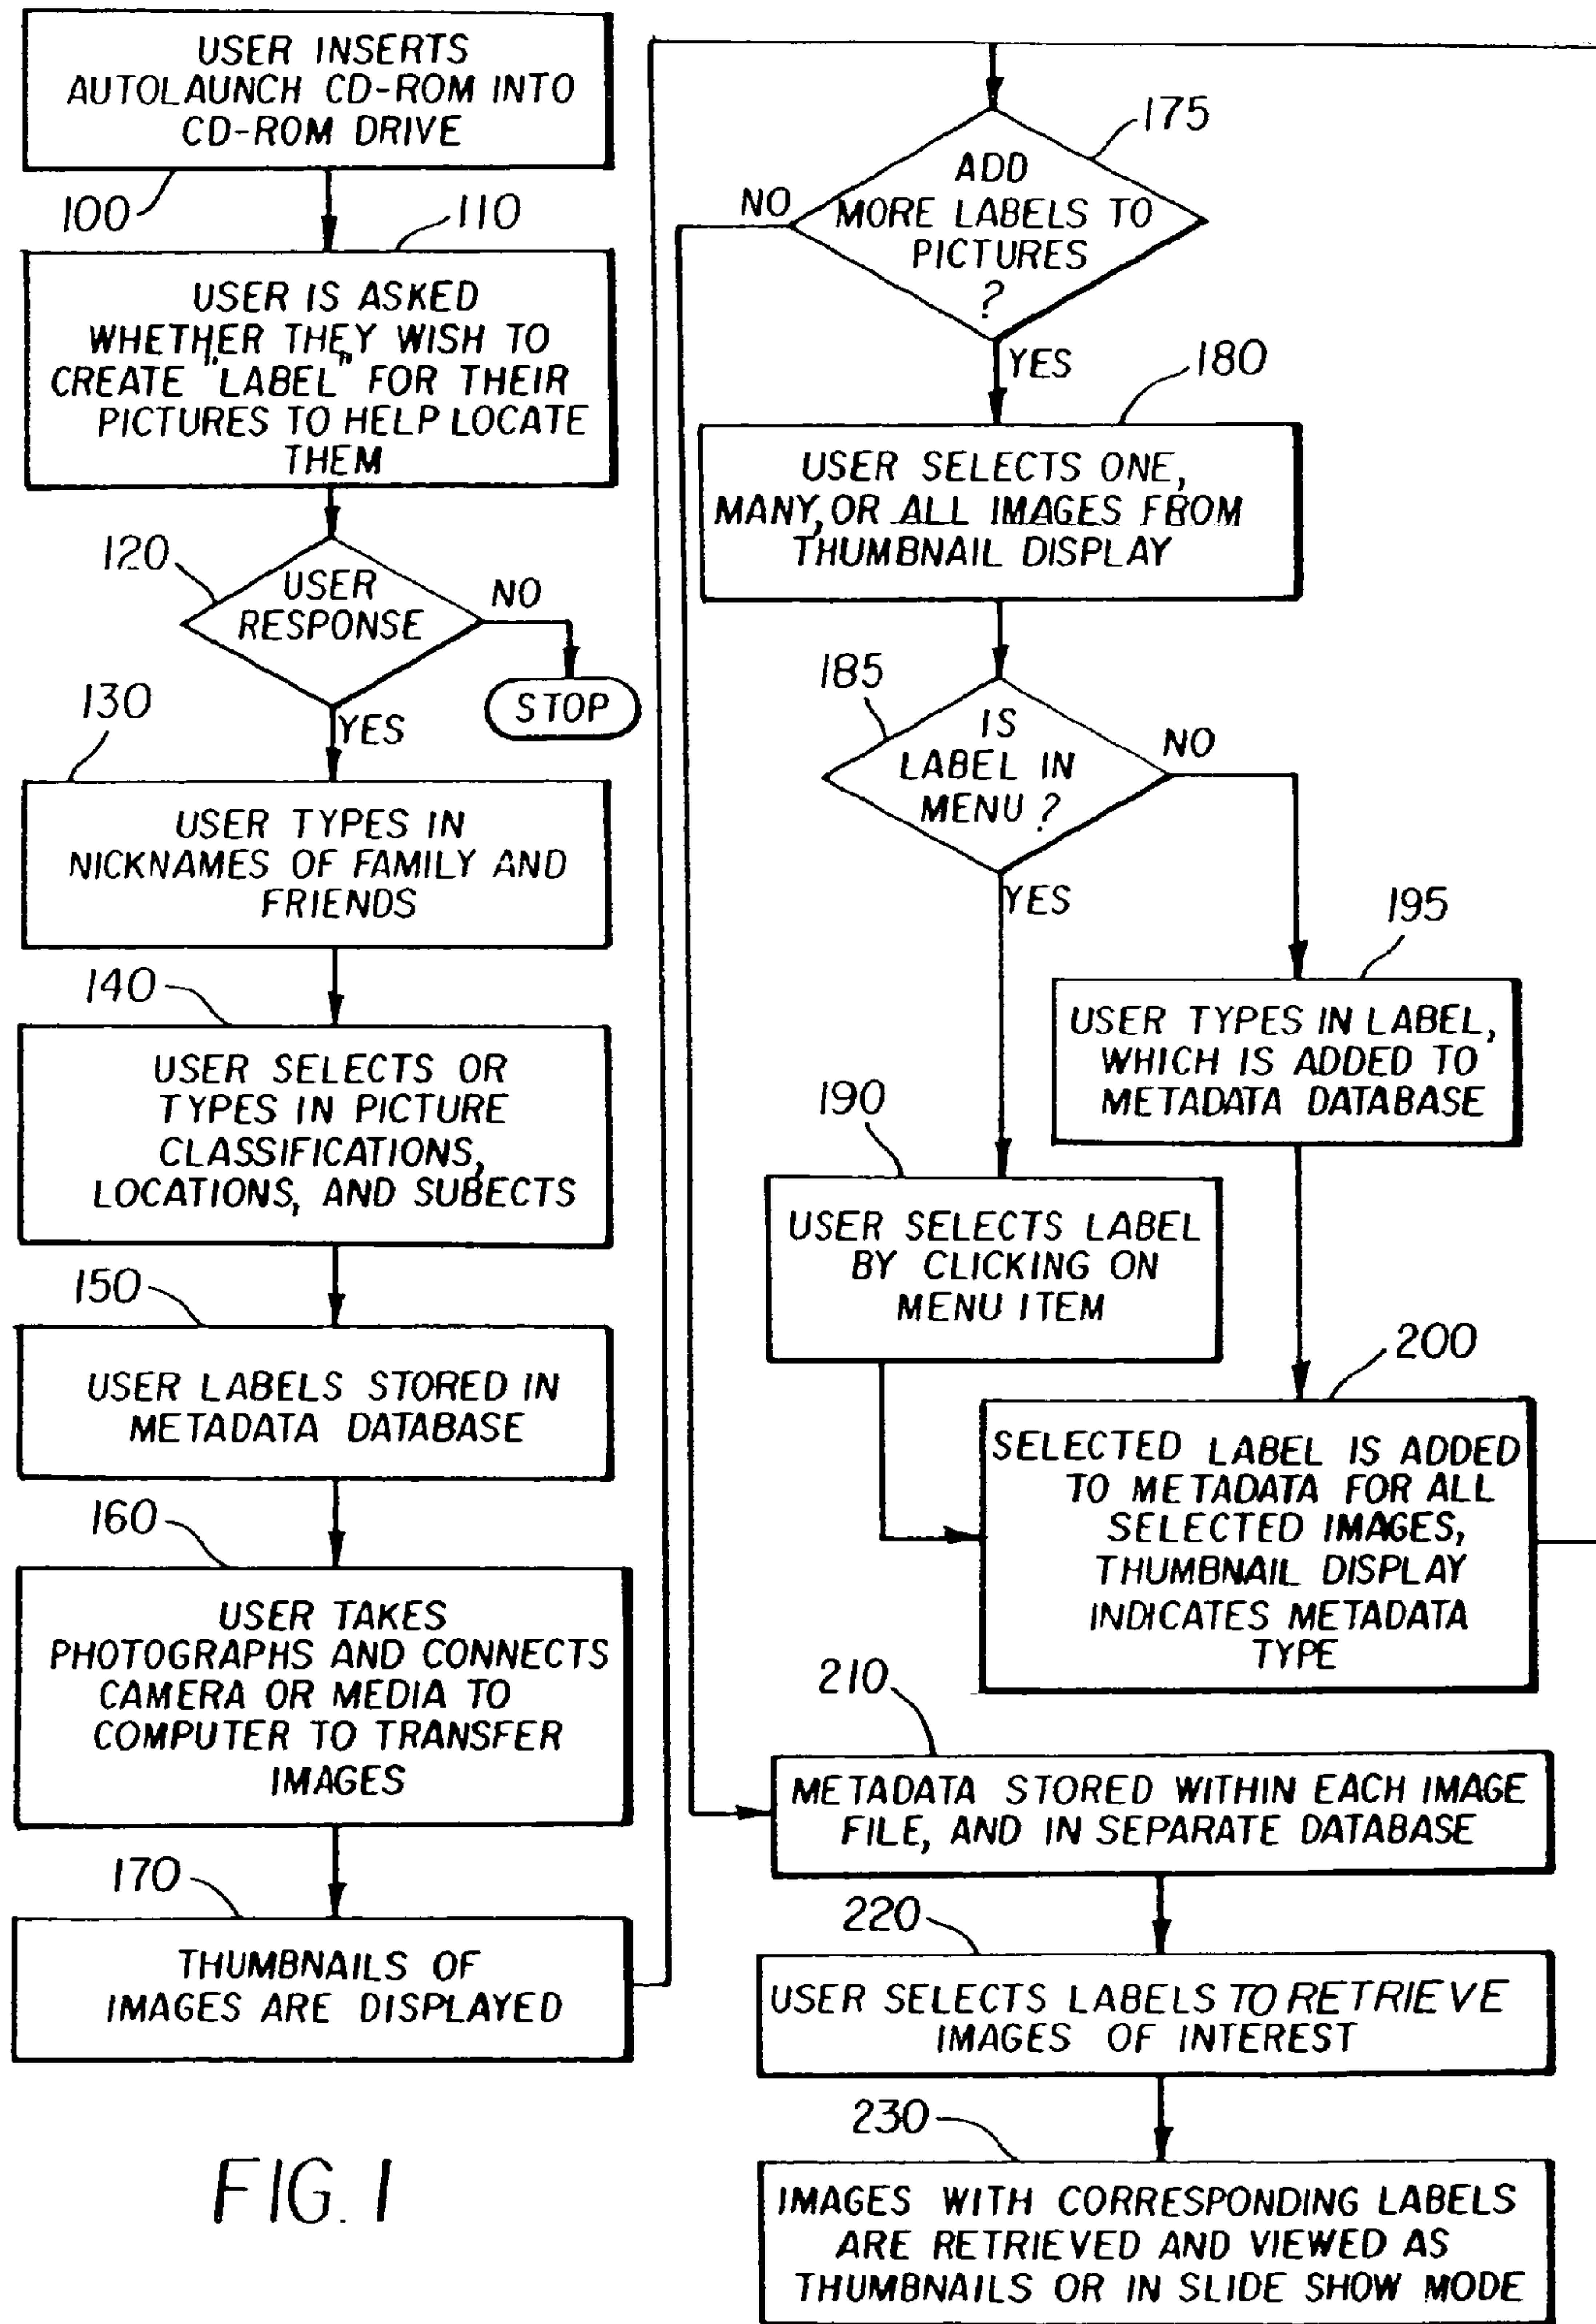 USER INSERTS
AUTOLAUNCH CD-ROM INTO
CD-ROM DRIVE
100
110
USER IS ASKED
WHETHER THEY WISH TO
CREATE "LABEL" FOR THEIR
PICTURES TO HELP LOCATE
THEM
120
USER
RESPONSE
NO
STOP
YES
130
USER TYPES IN
NICKNAMES OF FAMILY AND
FRIENDS
140
USER SELECTS OR
TYPES IN PICTURE
CLASSIFICATIONS,
LOCATIONS, AND SUBECTS
150
USER LABELS STORED IN
METADATA DATABASE
160
USER TAKES
PHOTOGRAPHS AND CONNECTS
CAMERA OR MEDIA TO
COMPUTER TO TRANSFER
IMAGES
170
THUMBNAILS OF
IMAGES ARE DISPLAYED
FIG. 1
175
ADD
MORE LABELS TO
PICTURES
?
NO
YES
180
USER SELECTS ONE,
MANY, OR ALL IMAGES FROM
THUMBNAIL DISPLAY
185
IS
LABEL IN
MENU ?
NO
YES
195
USER TYPES IN LABEL,
WHICH IS ADDED TO
METADATA DATABASE
190
USER SELECTS LABEL
BY CLICKING ON
MENU ITEM
200
SELECTED LABEL IS ADDED
TO METADATA FOR ALL
SELECTED IMAGES,
THUMBNAIL DISPLAY
INDICATES METADATA
TYPE
210
METADATA STORED WITHIN EACH IMAGE
FILE, AND IN SEPARATE DATABASE
220
USER SELECTS LABELS TO RETRIEVE
IMAGES OF INTEREST
230
IMAGES WITH CORRESPONDING LABELS
ARE RETRIEVED AND VIEWED AS
THUMBNAILS OR IN SLIDE SHOW MODE